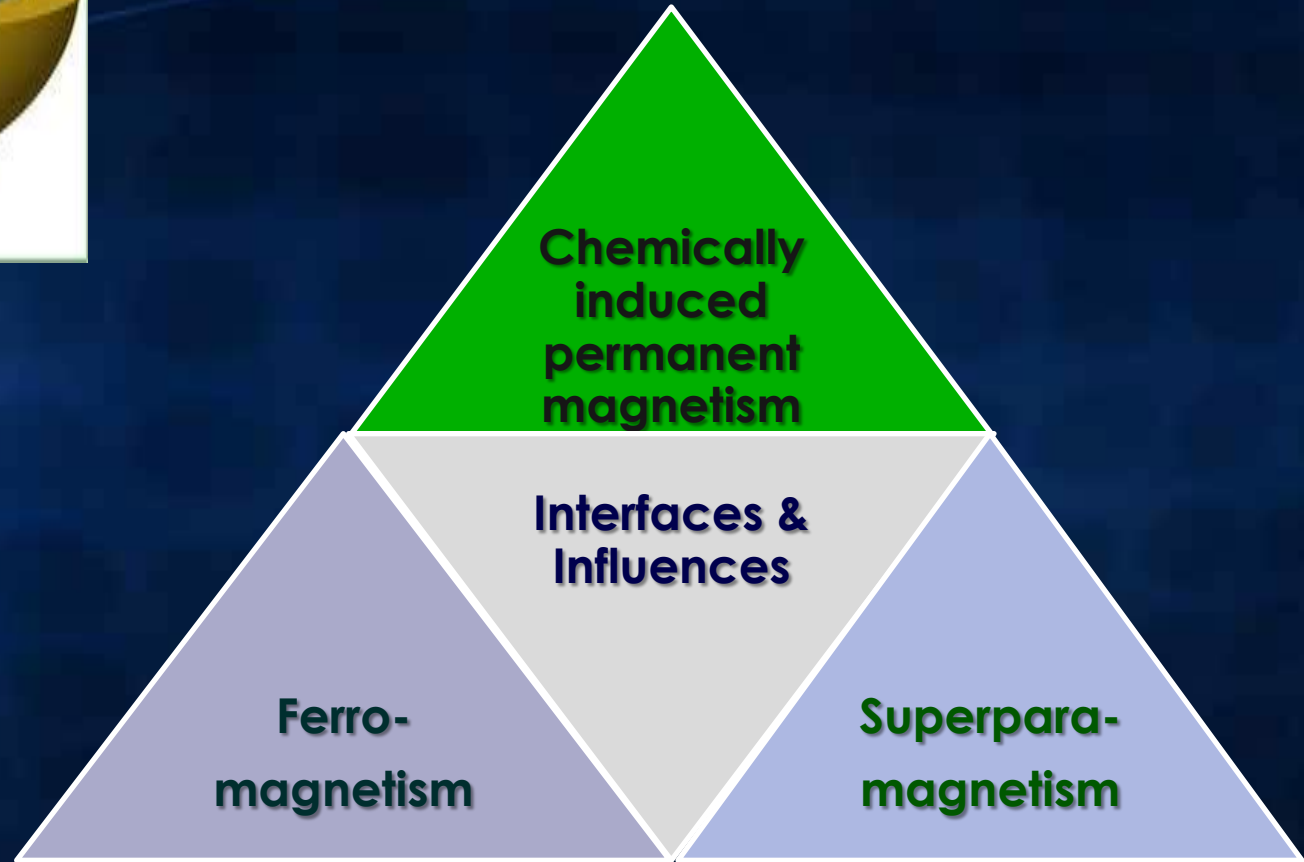 Chemically
induced
permanent
magnetism
Interfaces &
Influences
Ferro-
magnetism
Superpara-
magnetism